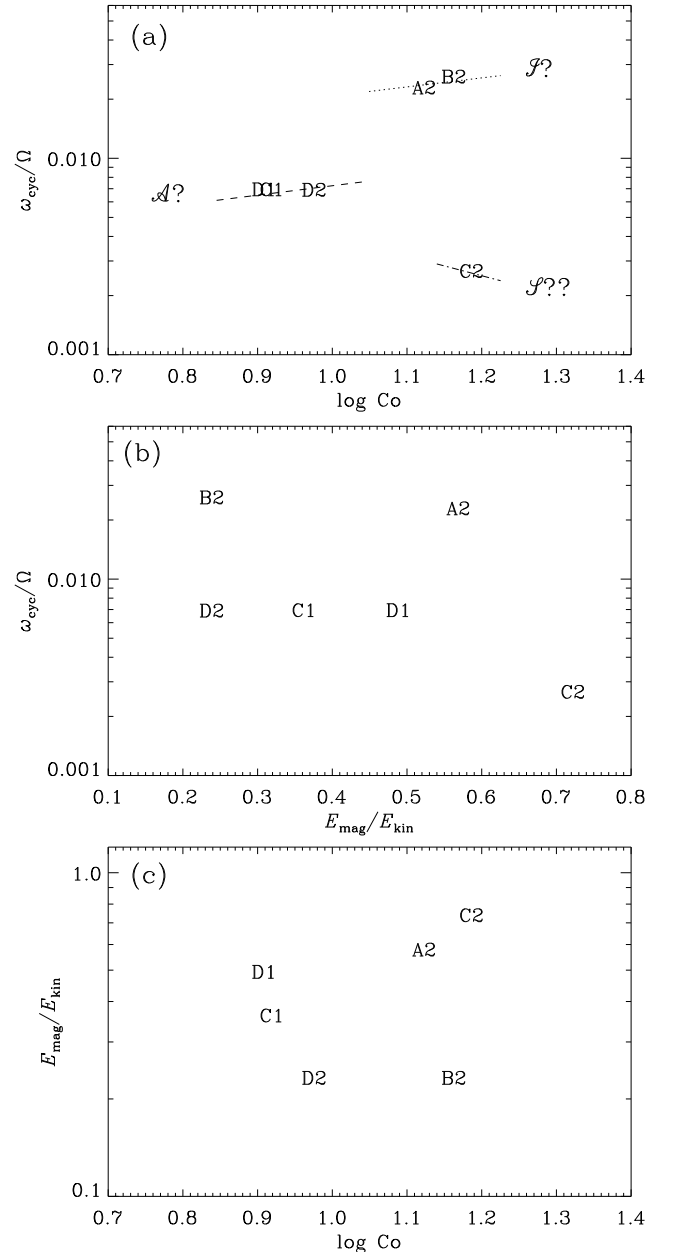 (a)
B2
𝒮?
A2
ω_cyc/Ω
0.010
𝒜?
D1
C1
D2
C2
𝒮??
0.001
0.7 0.8 0.9 1.0 1.1 1.2 1.3 1.4
log Co
(b)
B2
A2
ω_cyc/Ω
0.010
D2 C1 D1
C2
0.001
0.1 0.2 0.3 0.4 0.5 0.6 0.7 0.8
E_mag/E_kin
(c)
1.0
C2
A2
D1
E_mag/E_kin
C1
D2 B2
0.1
0.7 0.8 0.9 1.0 1.1 1.2 1.3 1.4
log Co